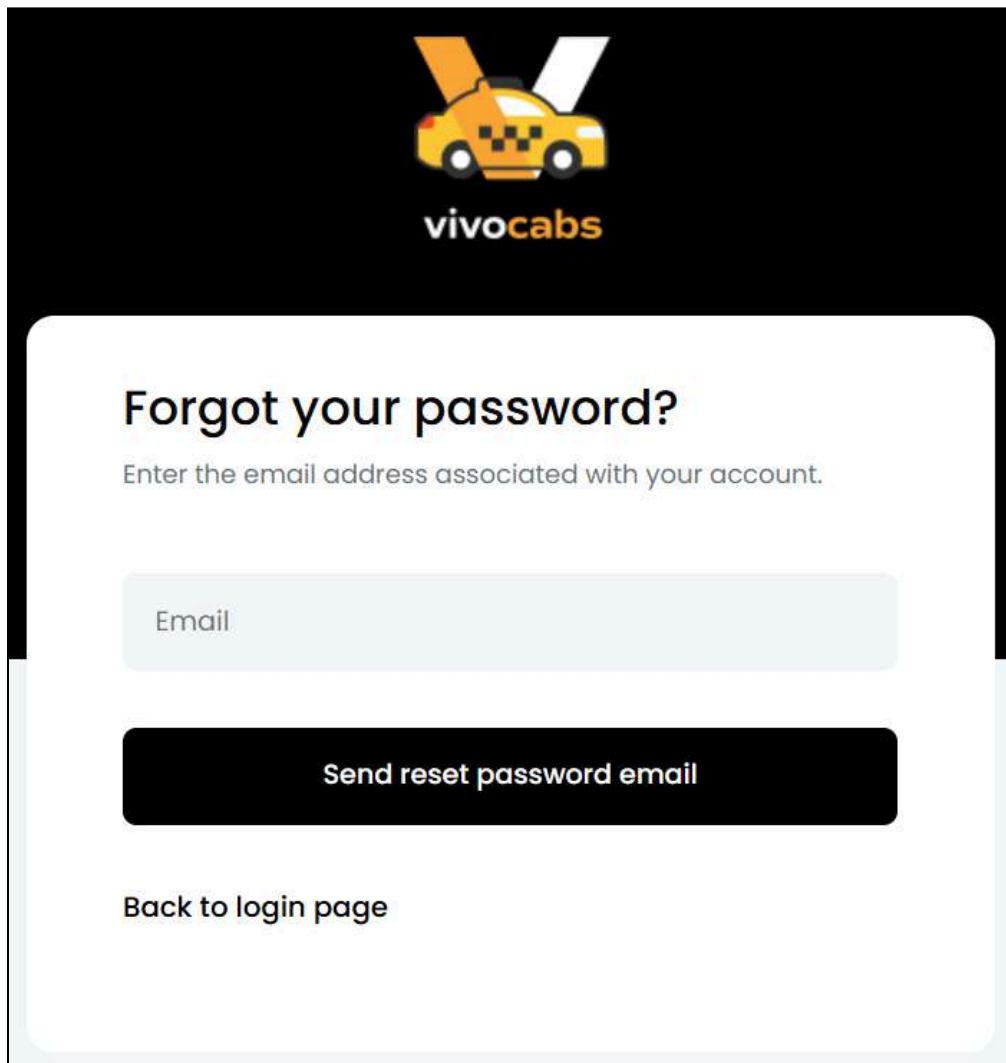 vivocabs
Forgot your password?
Enter the email address associated with your account.
Email
Send reset password email
Back to login page